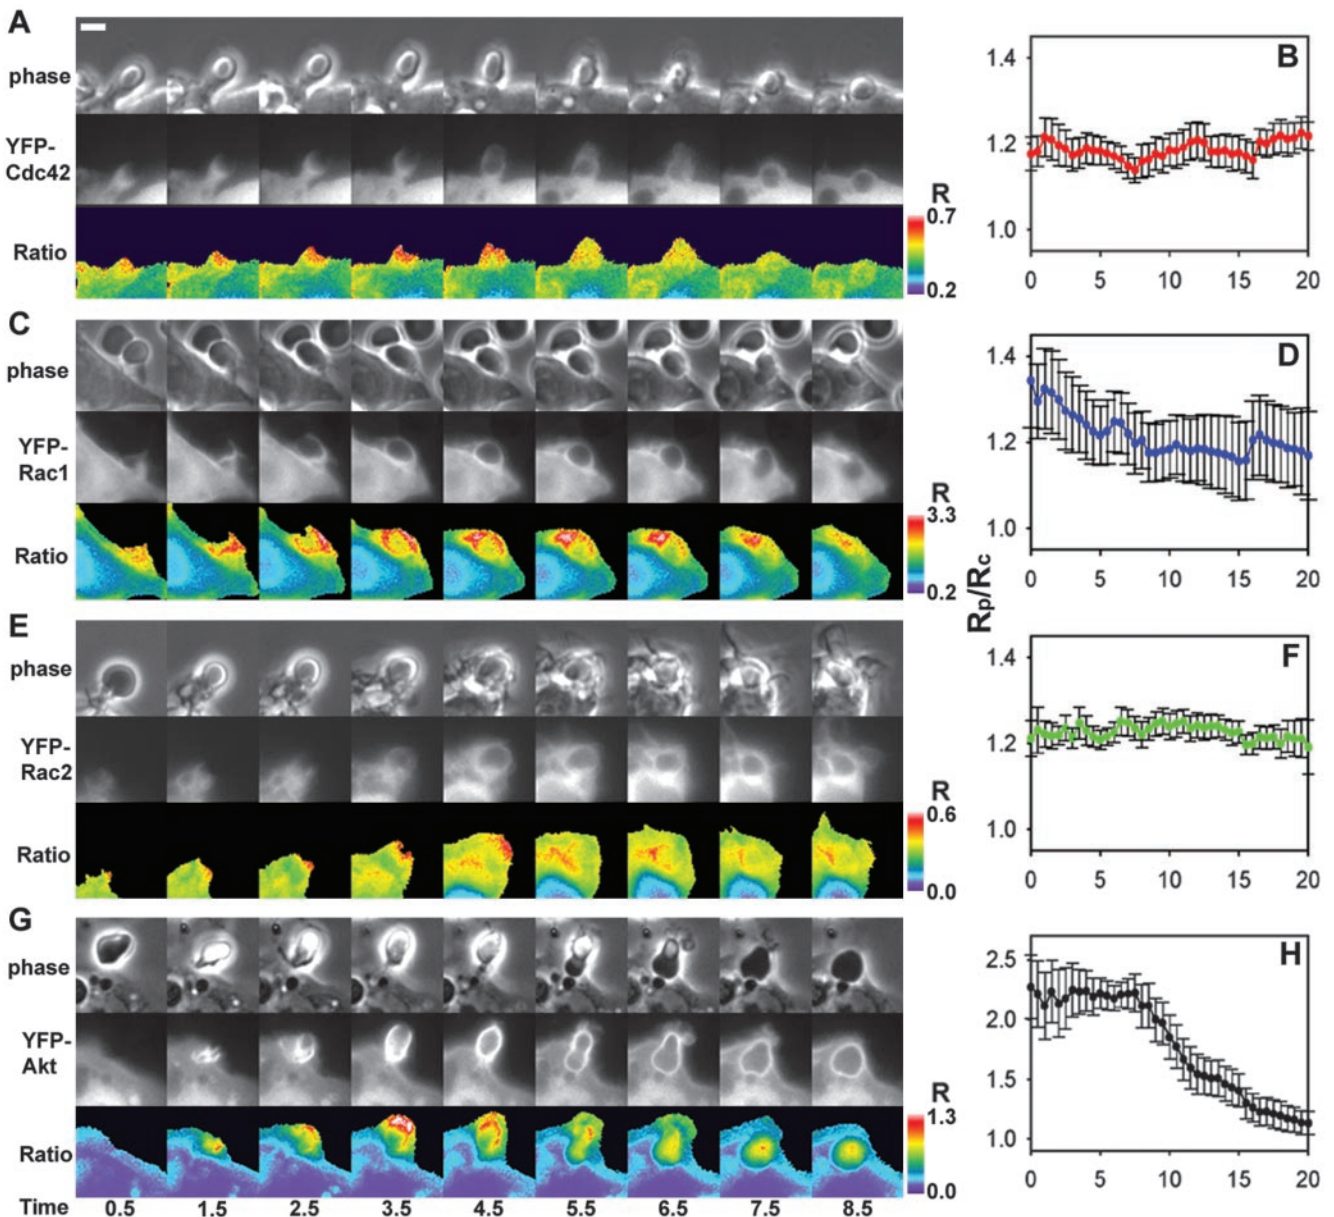 A
phase
YFP-
Cdc42
Ratio
R
0.7
0.2
B
1.4
1.2
1.0
0 5 10 15 20
C
phase
YFP-
Rac1
Ratio
R
3.3
0.2
D
1.4
1.2
1.0
0 5 10 15 20
Rp/Rc
E
phase
YFP-
Rac2
Ratio
R
0.6
0.0
F
1.4
1.2
1.0
0 5 10 15 20
G
phase
YFP-
Akt
Ratio
R
1.3
0.0
Time 0.5 1.5 2.5 3.5 4.5 5.5 6.5 7.5 8.5
H
2.5
2.0
1.5
1.0
0 5 10 15 20